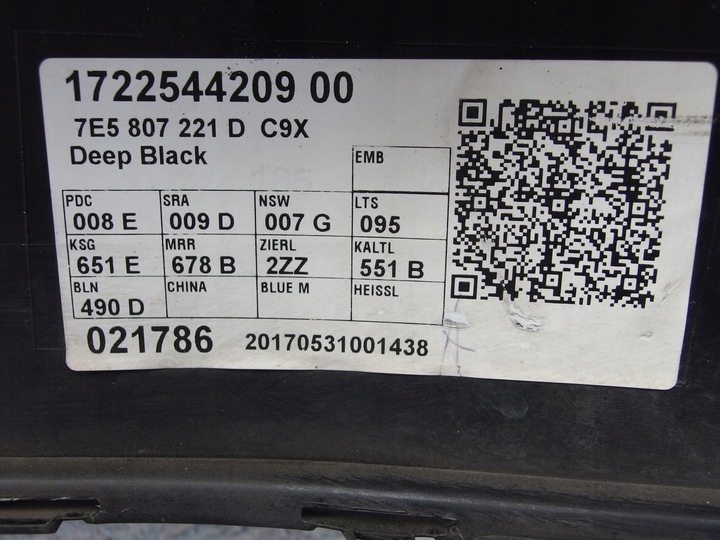 1722544209 00
7E5 807 221 D C9X
Deep Black
EMB
PDC SRA NSW LTS
008 E 009 D 007 G 095
KSG MRR ZIERL KALTL
651 E 678 B 2ZZ 551 B
BLN CHINA BLUE M HEISSL
490 D
021786 20170531001438